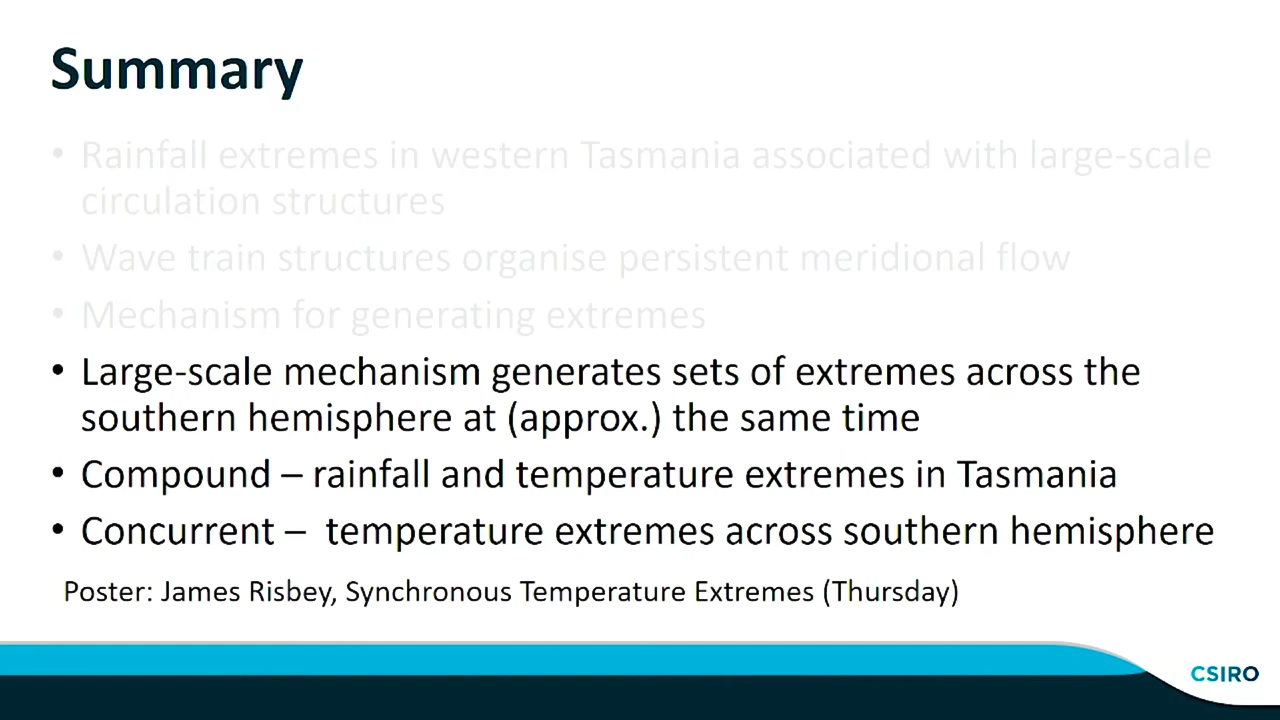 Summary
• Rainfall extremes in western Tasmania associated with large-scale
circulation structures
• Wave train structures organise persistent meridional flow
• Mechanism for generating extremes
• Large-scale mechanism generates sets of extremes across the
southern hemisphere at (approx.) the same time
• Compound – rainfall and temperature extremes in Tasmania
• Concurrent – temperature extremes across southern hemisphere
Poster: James Risbey, Synchronous Temperature Extremes (Thursday)
CSIRO